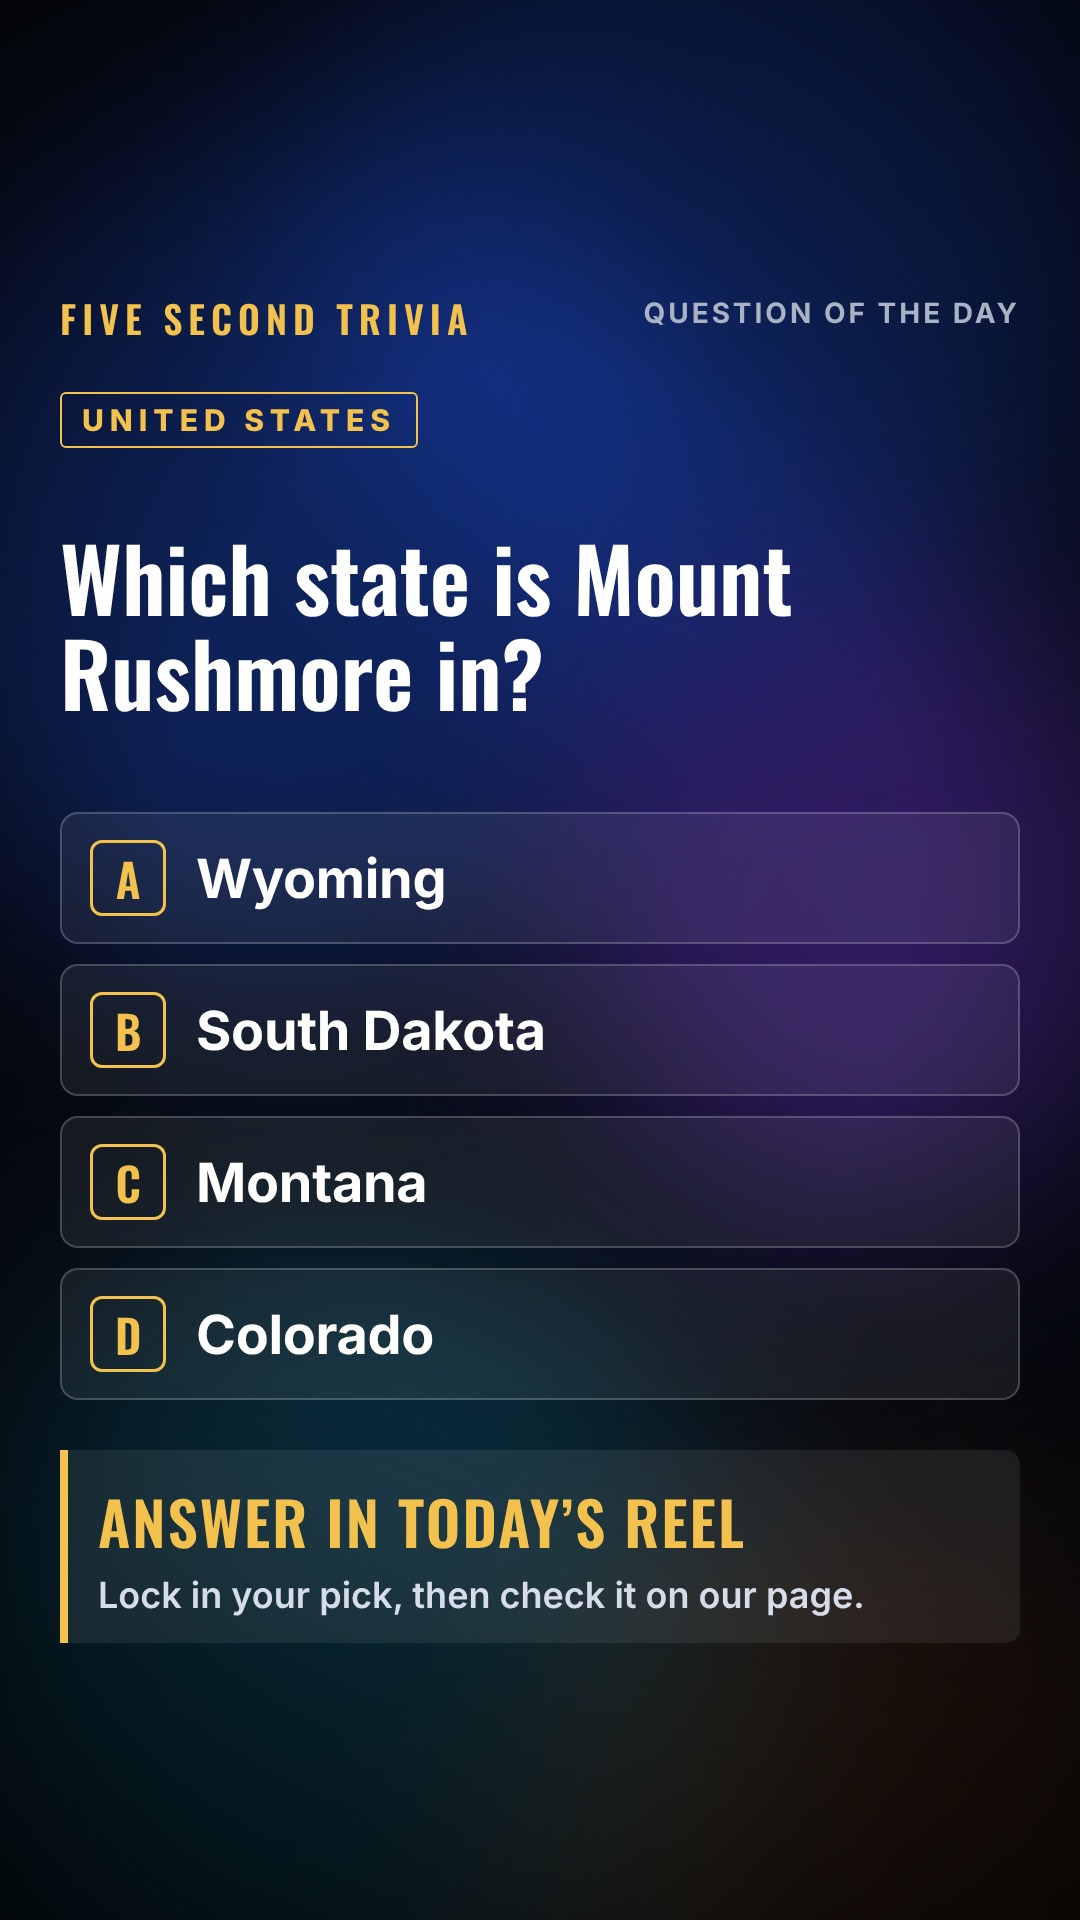 FIVE SECOND TRIVIA
QUESTION OF THE DAY
UNITED STATES
Which state is Mount
Rushmore in?
A Wyoming
B South Dakota
C Montana
D Colorado
ANSWER IN TODAY’S REEL
Lock in your pick, then check it on our page.